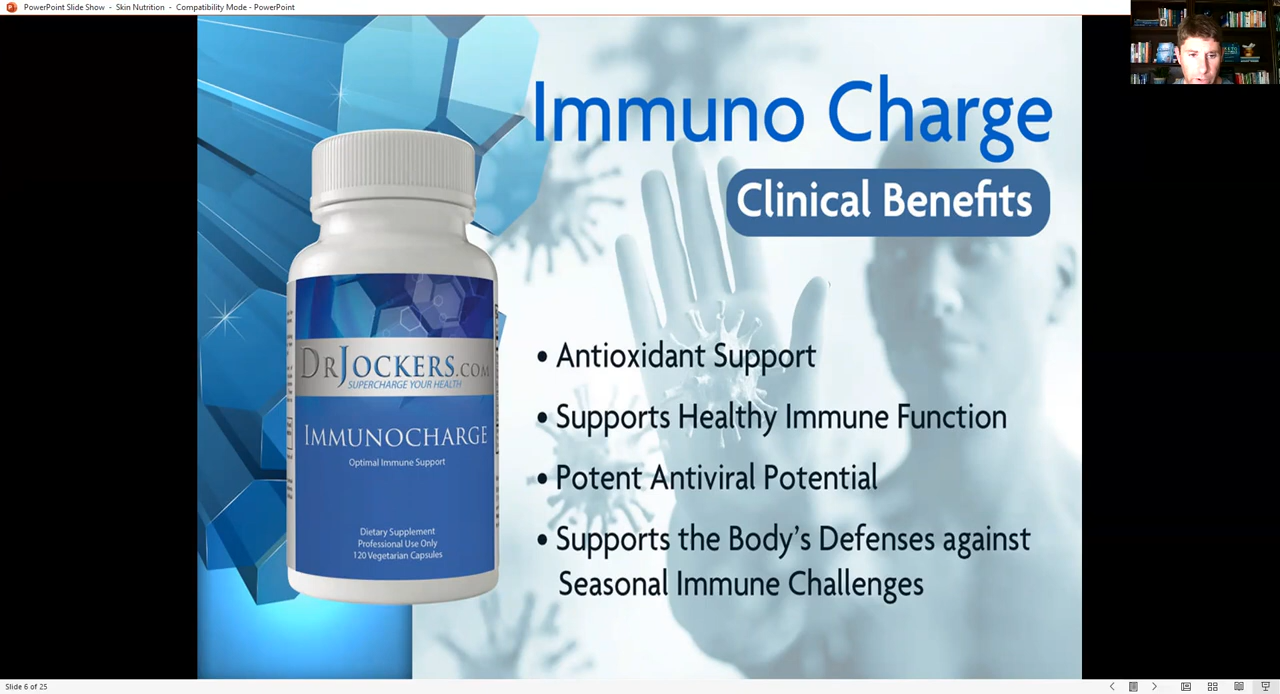 PowerPoint Slide Show - Skin Nutrition - Compatibility Mode - PowerPoint
Immuno Charge
Clinical Benefits
DRJOCKERS.COM
SUPERCHARGE YOUR HEALTH
IMMUNOCHARGE
Optimal Immune Support
Dietary Supplement
Professional Use Only
120 Vegetarian Capsules
• Antioxidant Support
• Supports Healthy Immune Function
• Potent Antiviral Potential
• Supports the Body's Defenses against
Seasonal Immune Challenges
Slide 6 of 25